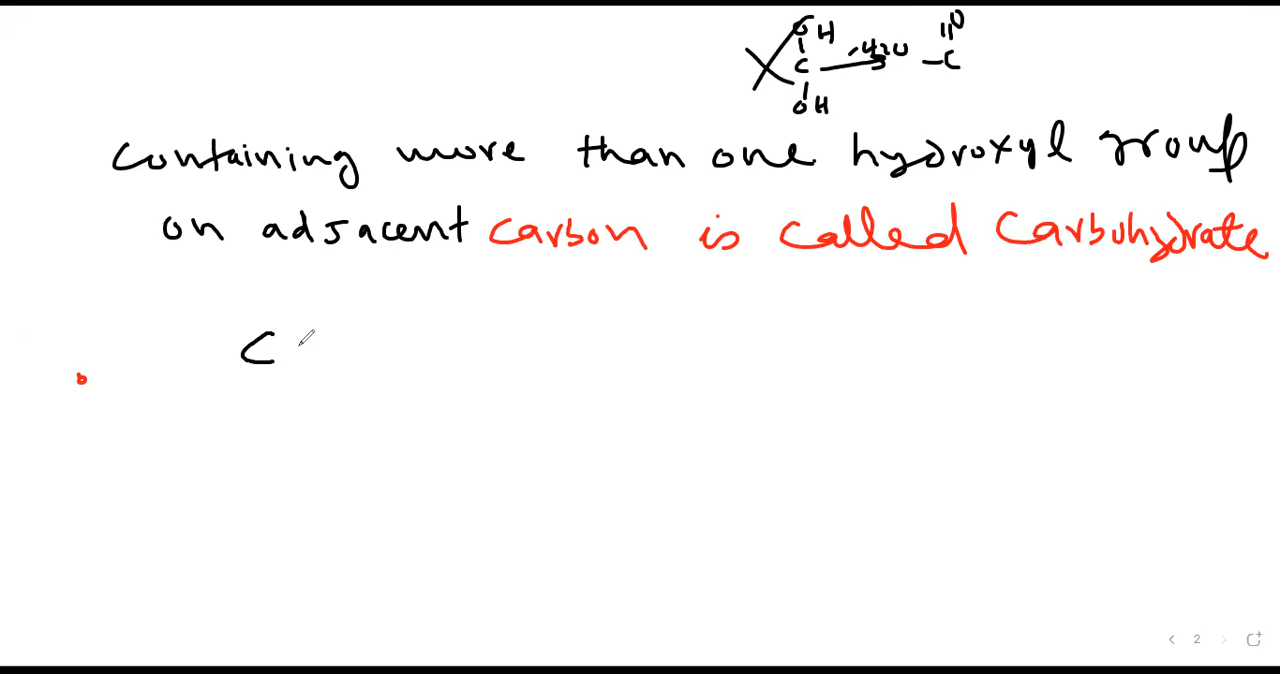 OH
C -H2O -C=O
OH
containing more than one hydroxyl group
on adjacent carbon is called Carbohydrate
C
2